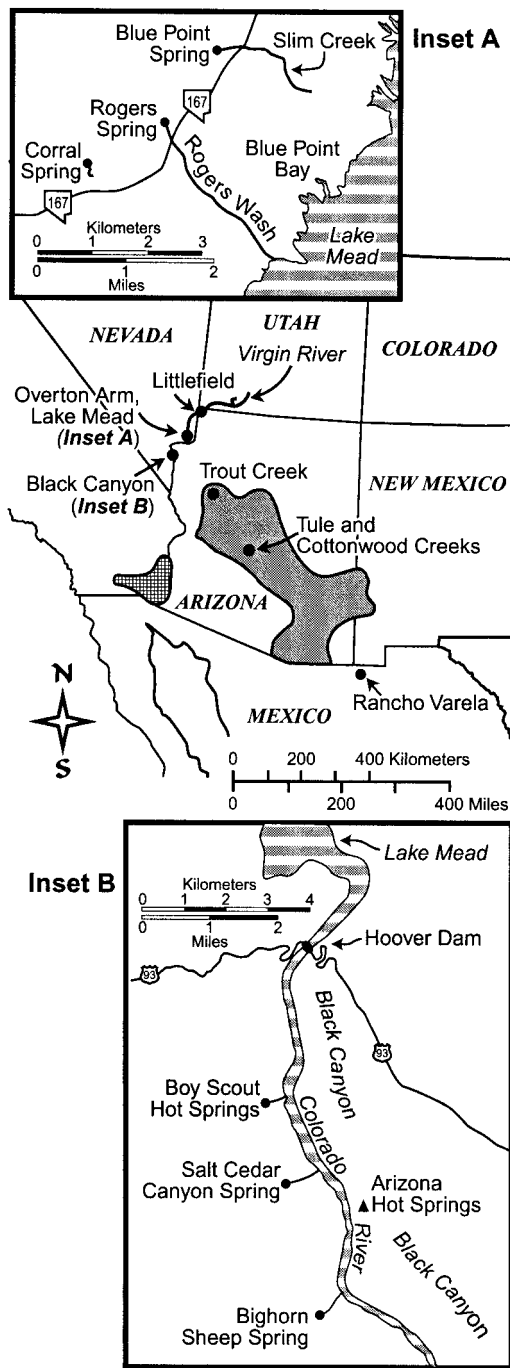 Inset A
Blue Point
Spring
Slim Creek
167
Rogers
Spring
Corral
Spring
Rogers Wash
Blue Point
Bay
167
Lake
Mead
Kilometers
0 1 2 3
0 1 2
Miles
NEVADA
UTAH
COLORADO
Virgin River
Littlefield
Overton Arm,
Lake Mead
(Inset A)
Black Canyon
(Inset B)
Trout Creek
NEW MEXICO
Tule and
Cottonwood Creeks
ARIZONA
N
S
MEXICO
Rancho Varela
0 200 400 Kilometers
0 200 400 Miles
Inset B
Lake Mead
Kilometers
0 1 2 3 4
0 1 2
Miles
Hoover Dam
93
93
Black Canyon
Boy Scout
Hot Springs
Colorado
Salt Cedar
Canyon Spring
Arizona
Hot Springs
River
Black Canyon
Bighorn
Sheep Spring